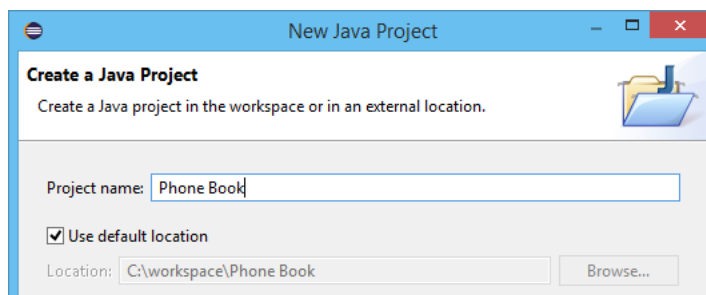 New Java Project
Create a Java Project
Create a Java project in the workspace or in an external location.
Project name: Phone Book
Use default location
Location: C:\workspace\Phone Book Browse...